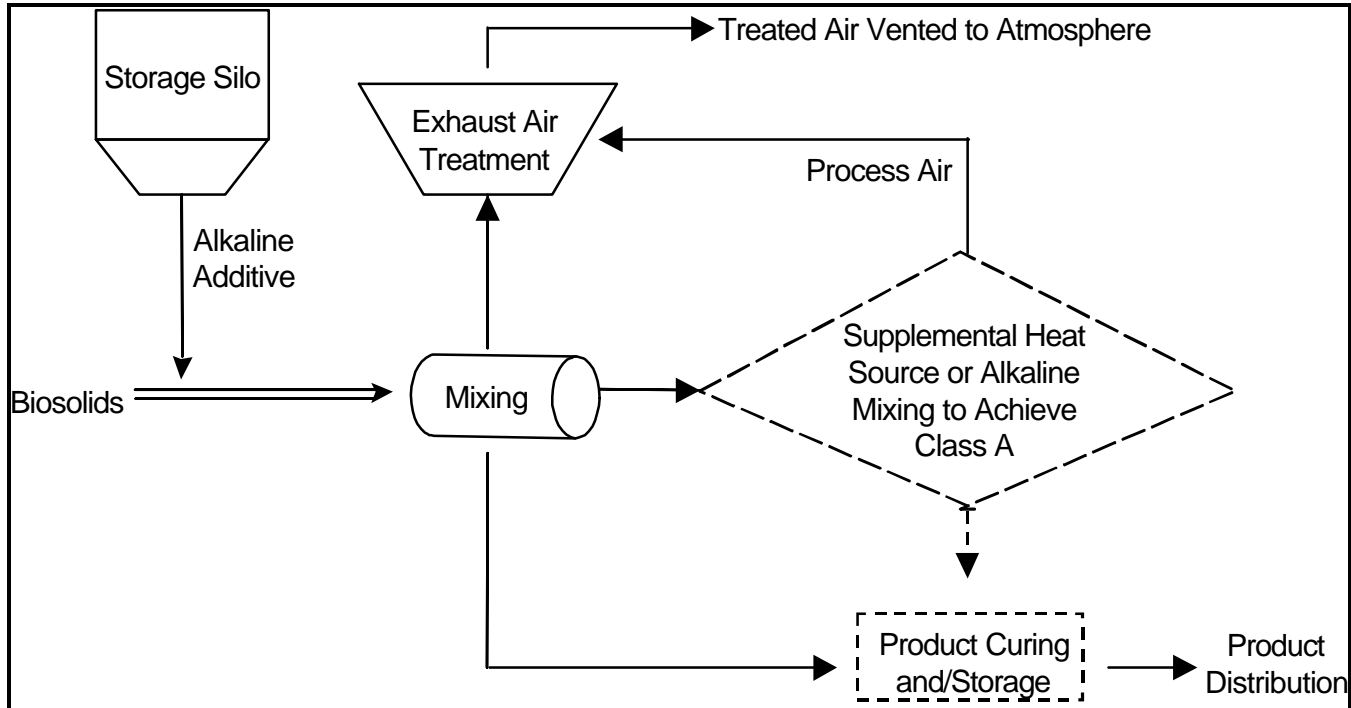 Treated Air Vented to Atmosphere
Storage Silo
Exhaust Air
Treatment
Process Air
Alkaline
Additive
Supplemental Heat
Source or Alkaline
Mixing to Achieve
Class A
Biosolids
Mixing
Product Curing
and/Storage
Product
Distribution